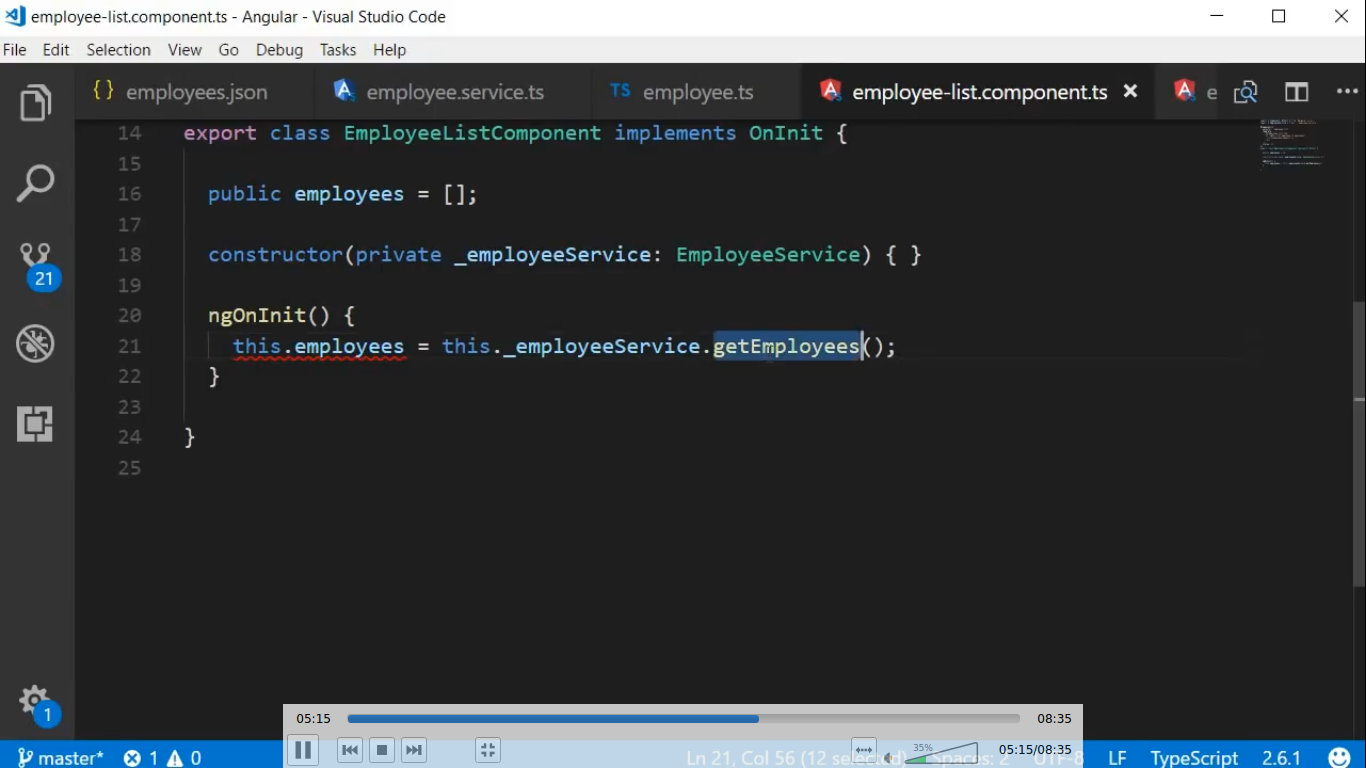 employee-list.component.ts - Angular - Visual Studio Code
File Edit Selection View Go Debug Tasks Help
{} employees.json employee.service.ts TS employee.ts employee-list.component.ts e
14 export class EmployeeListComponent implements OnInit {
15
16 public employees = [];
17
18 constructor(private _employeeService: EmployeeService) { }
19
20 ngOnInit() {
21 this.employees = this._employeeService.getEmployees();
22 }
23
24 }
25
21
1
05:15 08:35
35%
05:15/08:35
master* 1 0 Ln 21, Col 56 (12 selected) Spaces: 2 UTF-8 LF TypeScript 2.6.1